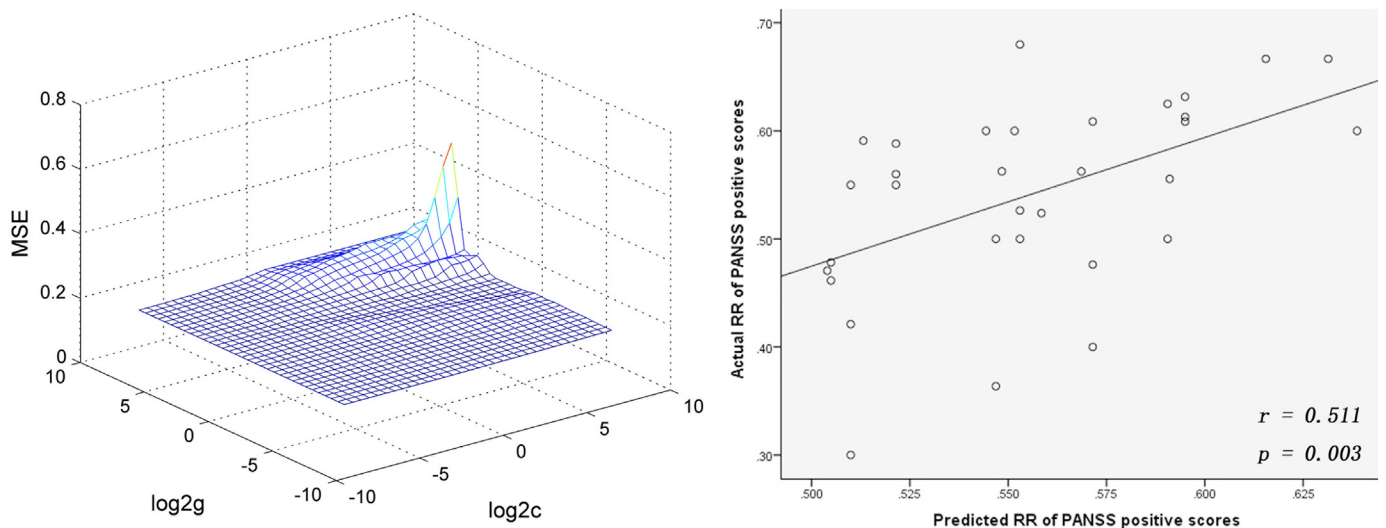 0.8
0.6
0.4
0.2
0
MSE
10
5
0
-5
-10
log2g
-10
-5
0
5
10
log2c
.70
.60
.50
.40
.30
Actual RR of PANSS positive scores
r = 0.511
p = 0.003
.500 .525 .550 .575 .600 .625
Predicted RR of PANSS positive scores